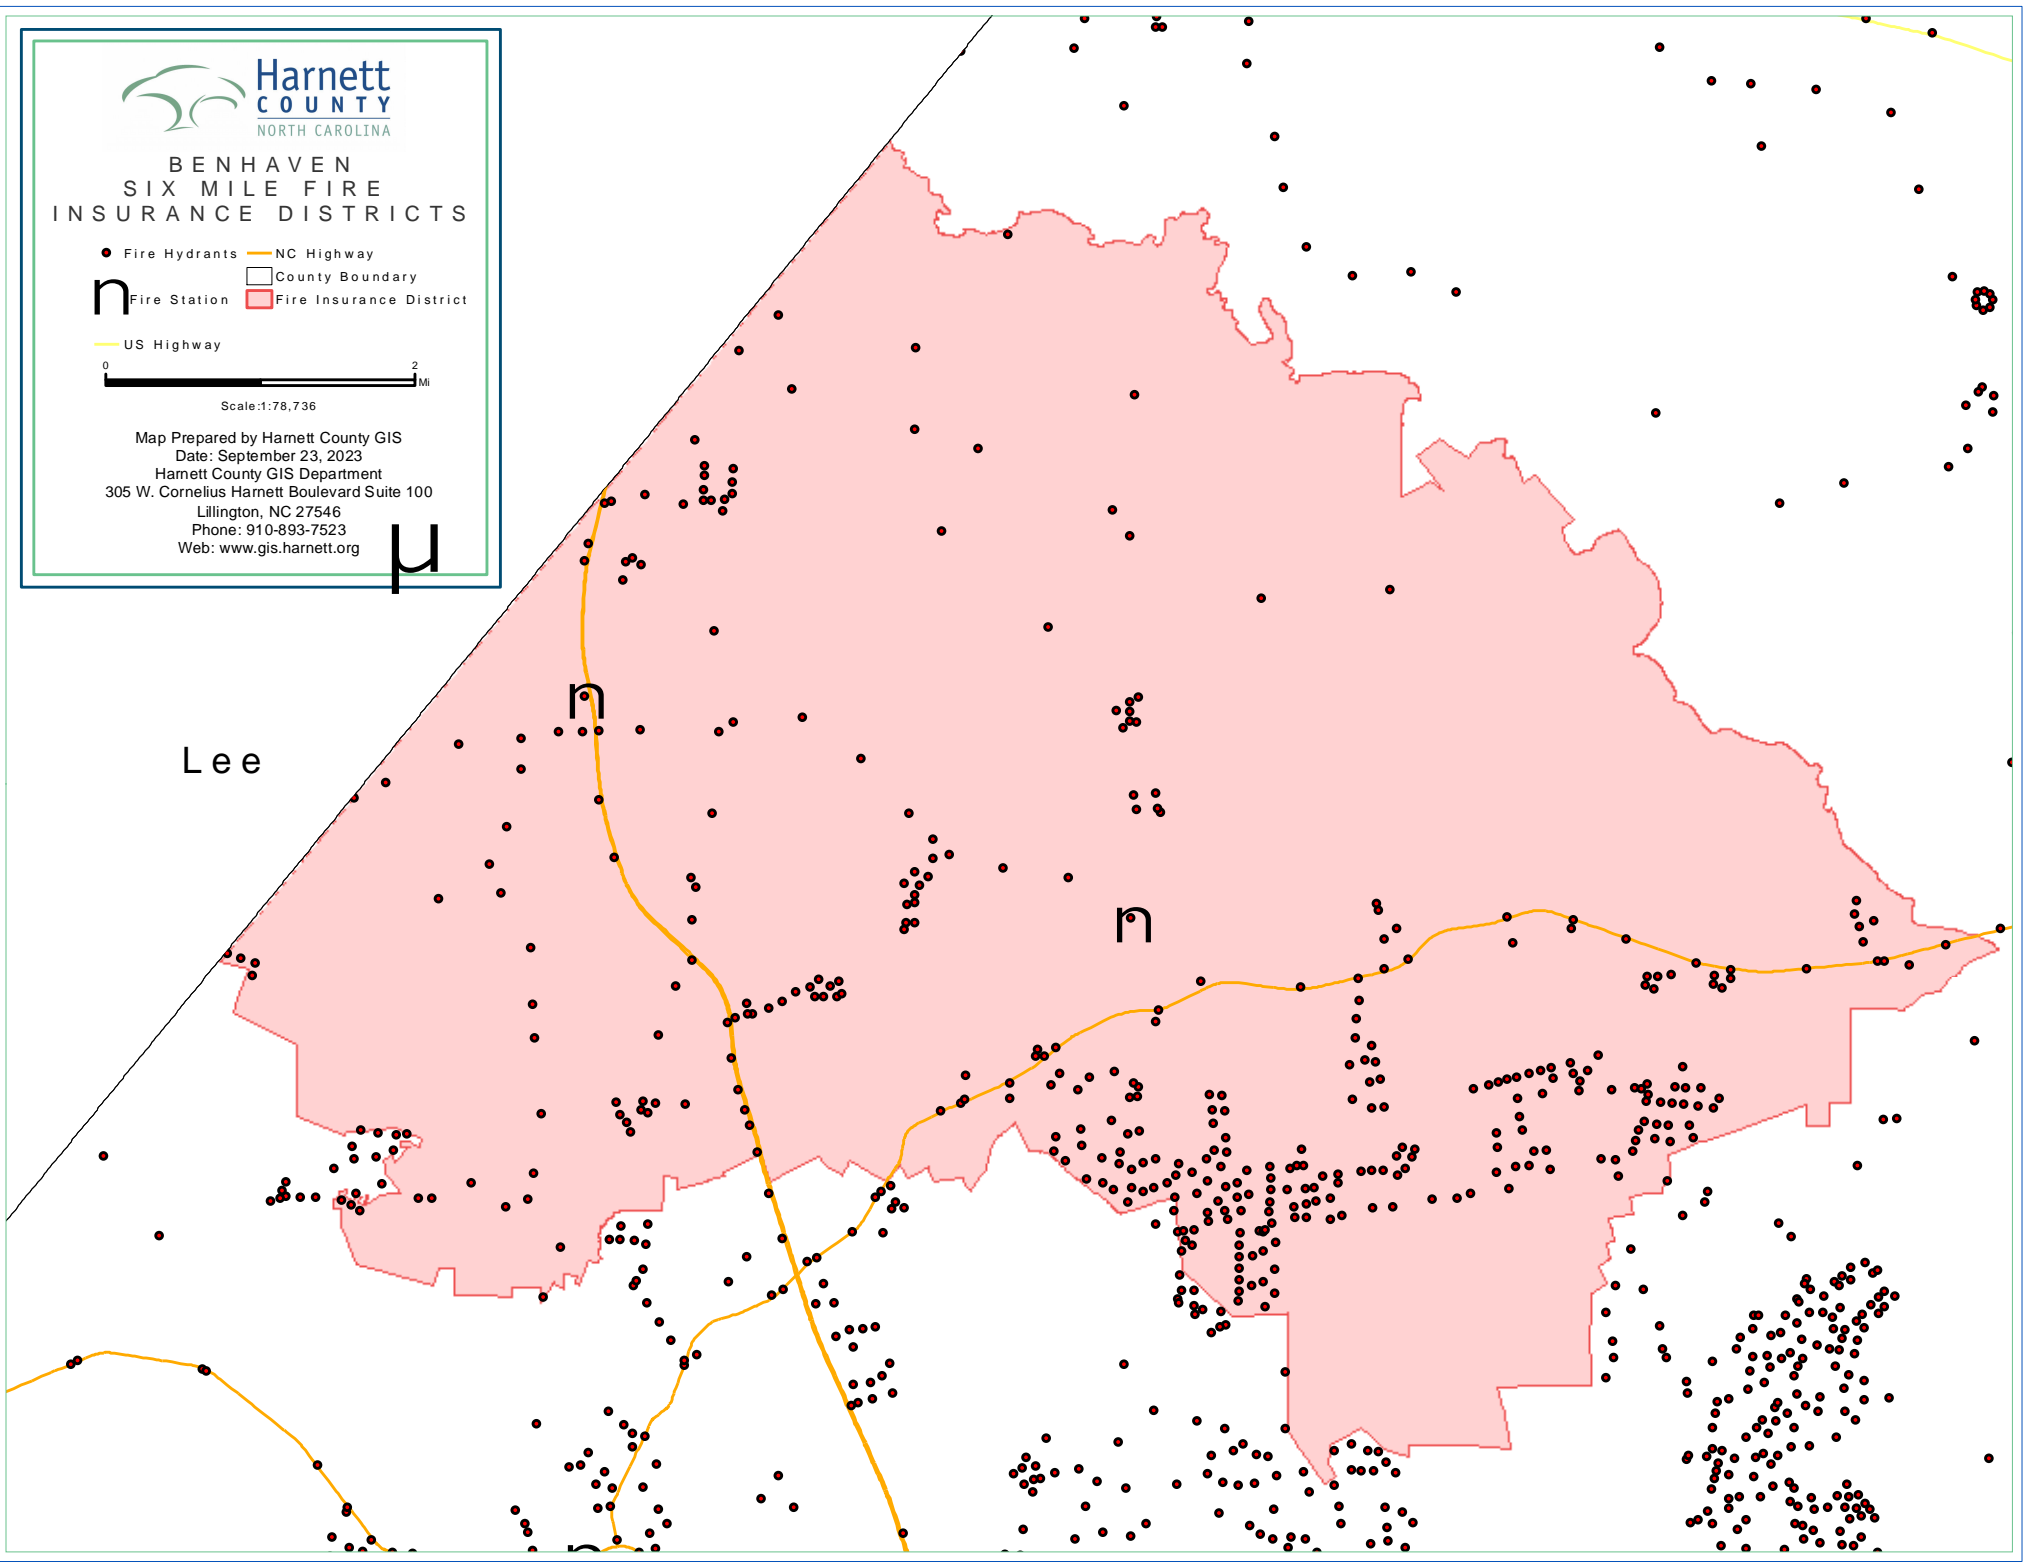 Harnett
COUNTY
NORTH CAROLINA
BENHAVEN
SIX MILE FIRE
INSURANCE DISTRICTS
Fire Hydrants
NC Highway
County Boundary
n
Fire Station
Fire Insurance District
US Highway
0
2
Mi
Scale:1:78,736
Map Prepared by Harnett County GIS
Date: September 23, 2023
Harnett County GIS Department
305 W. Cornelius Harnett Boulevard Suite 100
Lillington, NC 27546
Phone: 910-893-7523
Web: www.gis.harnett.org
µ
n
Lee
n
n